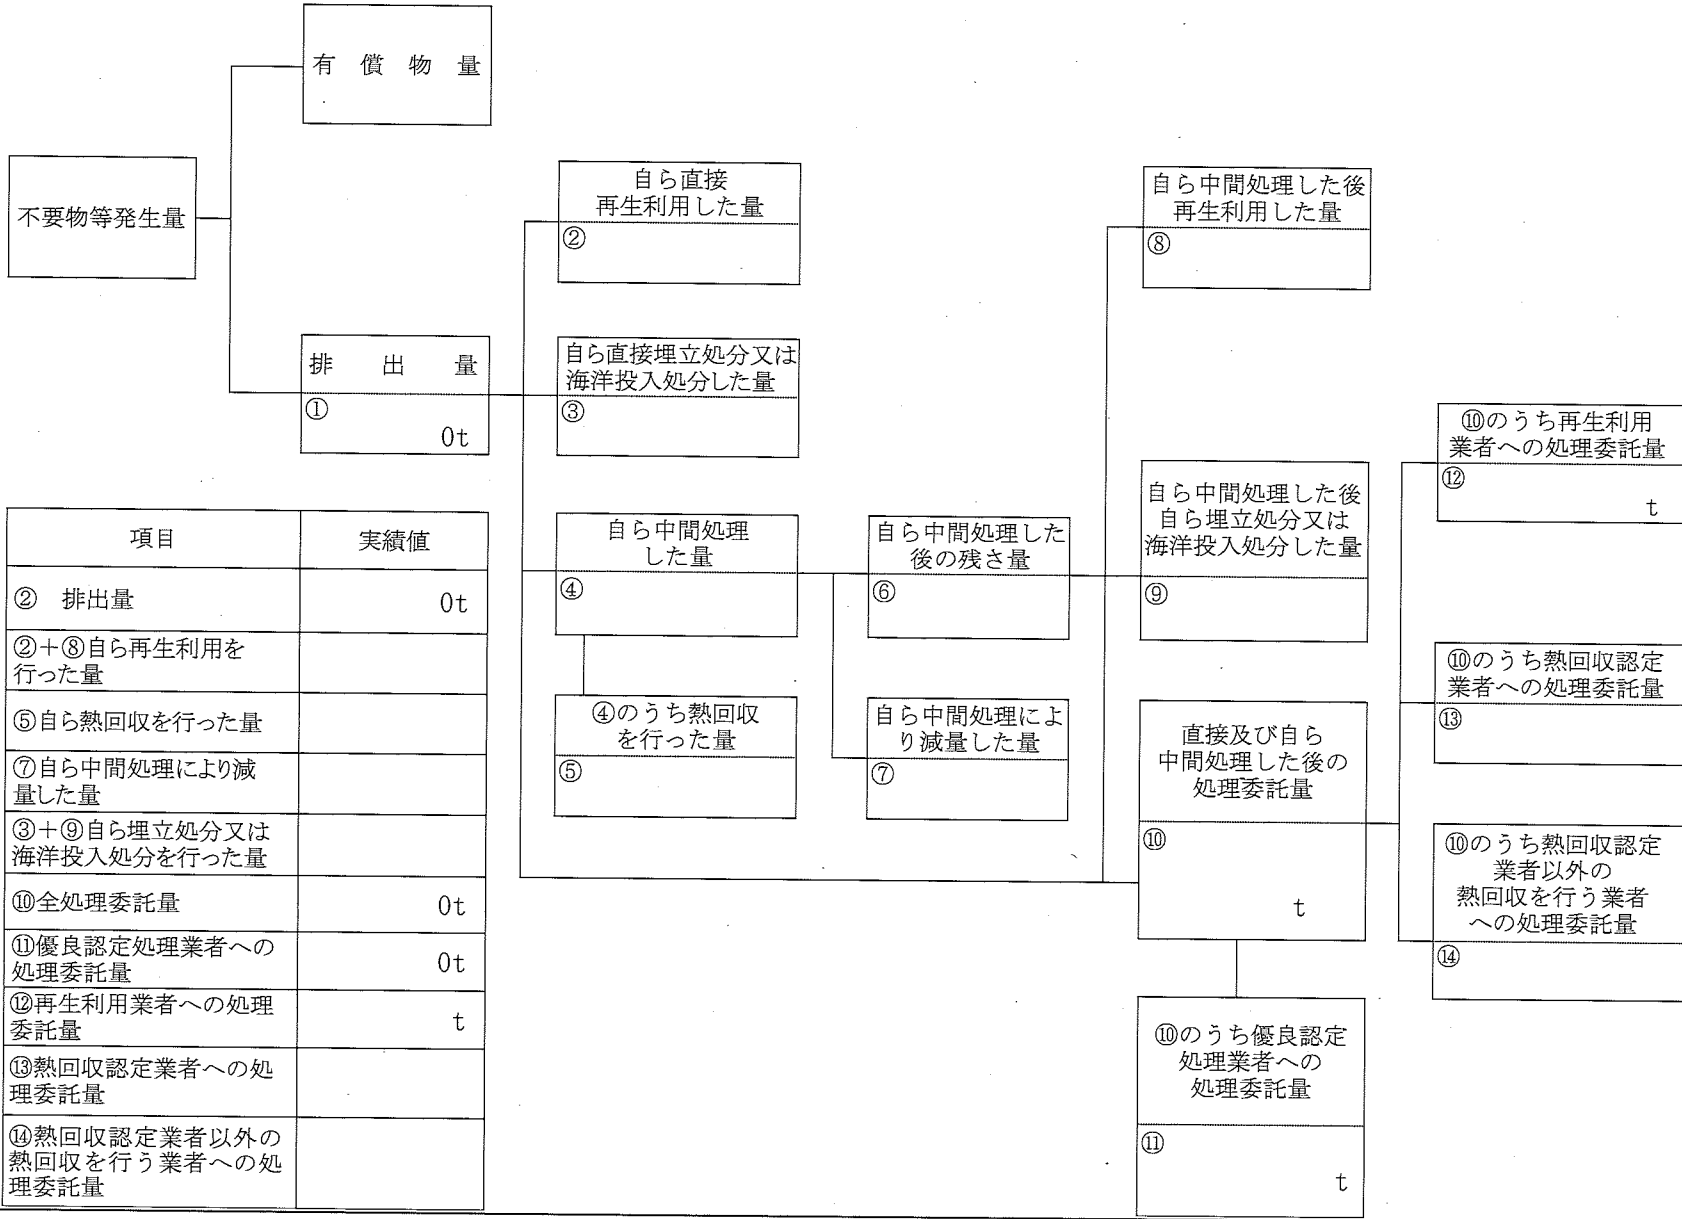 有 償 物 量
不要物等発生量
排 出 量
①
0t
自ら直接
再生利用した量
②
自ら直接埋立処分又は
海洋投入処分した量
③
自ら中間処理
した量
④
④のうち熱回収
を行った量
⑤
自ら中間処理した
後の残さ量
⑥
自ら中間処理によ
り減量した量
⑦
自ら中間処理した後
再生利用した量
⑧
自ら中間処理した後
自ら埋立処分又は
海洋投入処分した量
⑨
直接及び自ら
中間処理した後の
処理委託量
⑩
t
⑩のうち優良認定
処理業者への
処理委託量
⑪
t
⑩のうち再生利用
業者への処理委託量
⑫
t
⑩のうち熱回収認定
業者への処理委託量
⑬
⑩のうち熱回収認定
業者以外の
熱回収を行う業者
への処理委託量
⑭
項目 実績値
② 排出量 0t
②+⑧自ら再生利用を
行った量
⑤自ら熱回収を行った量
⑦自ら中間処理により減
量した量
③+⑨自ら埋立処分又は
海洋投入処分を行った量
⑩全処理委託量 0t
⑪優良認定処理業者への
処理委託量 0t
⑫再生利用業者への処理
委託量 t
⑬熱回収認定業者への処
理委託量
⑭熱回収認定業者以外の
熱回収を行う業者への処
理委託量